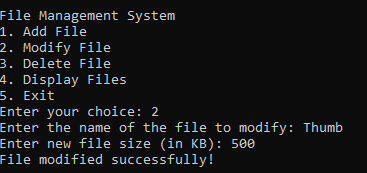 File Management System
1. Add File
2. Modify File
3. Delete File
4. Display Files
5. Exit
Enter your choice: 2
Enter the name of the file to modify: Thumb
Enter new file size (in KB): 500
File modified successfully!